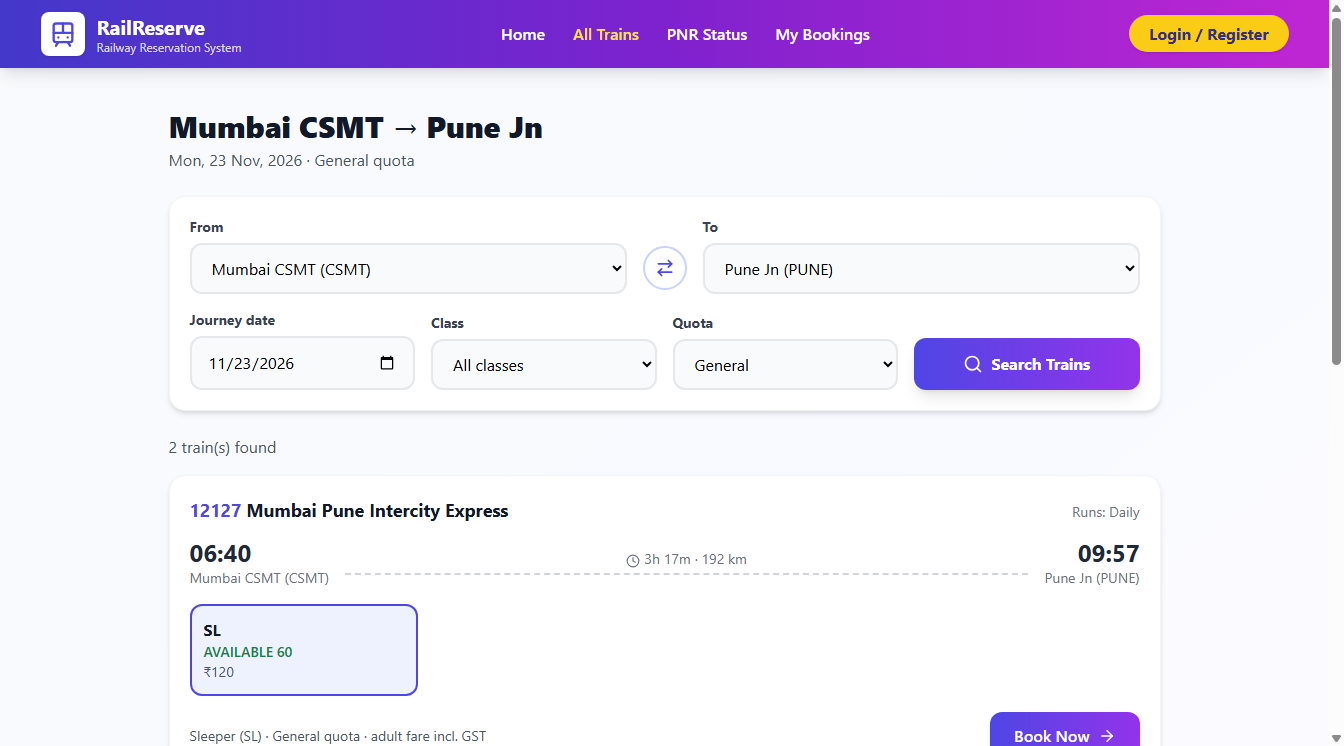 RailReserve
Railway Reservation System
Home
All Trains
PNR Status
My Bookings
Login / Register
Mumbai CSMT → Pune Jn
Mon, 23 Nov, 2026 · General quota
From
To
Mumbai CSMT (CSMT)
Pune Jn (PUNE)
Journey date
Class
Quota
11/23/2026
All classes
General
Search Trains
2 train(s) found
12127 Mumbai Pune Intercity Express
Runs: Daily
06:40
3h 17m · 192 km
09:57
Mumbai CSMT (CSMT)
Pune Jn (PUNE)
SL
AVAILABLE 60
₹120
Sleeper (SL) · General quota · adult fare incl. GST
Book Now →